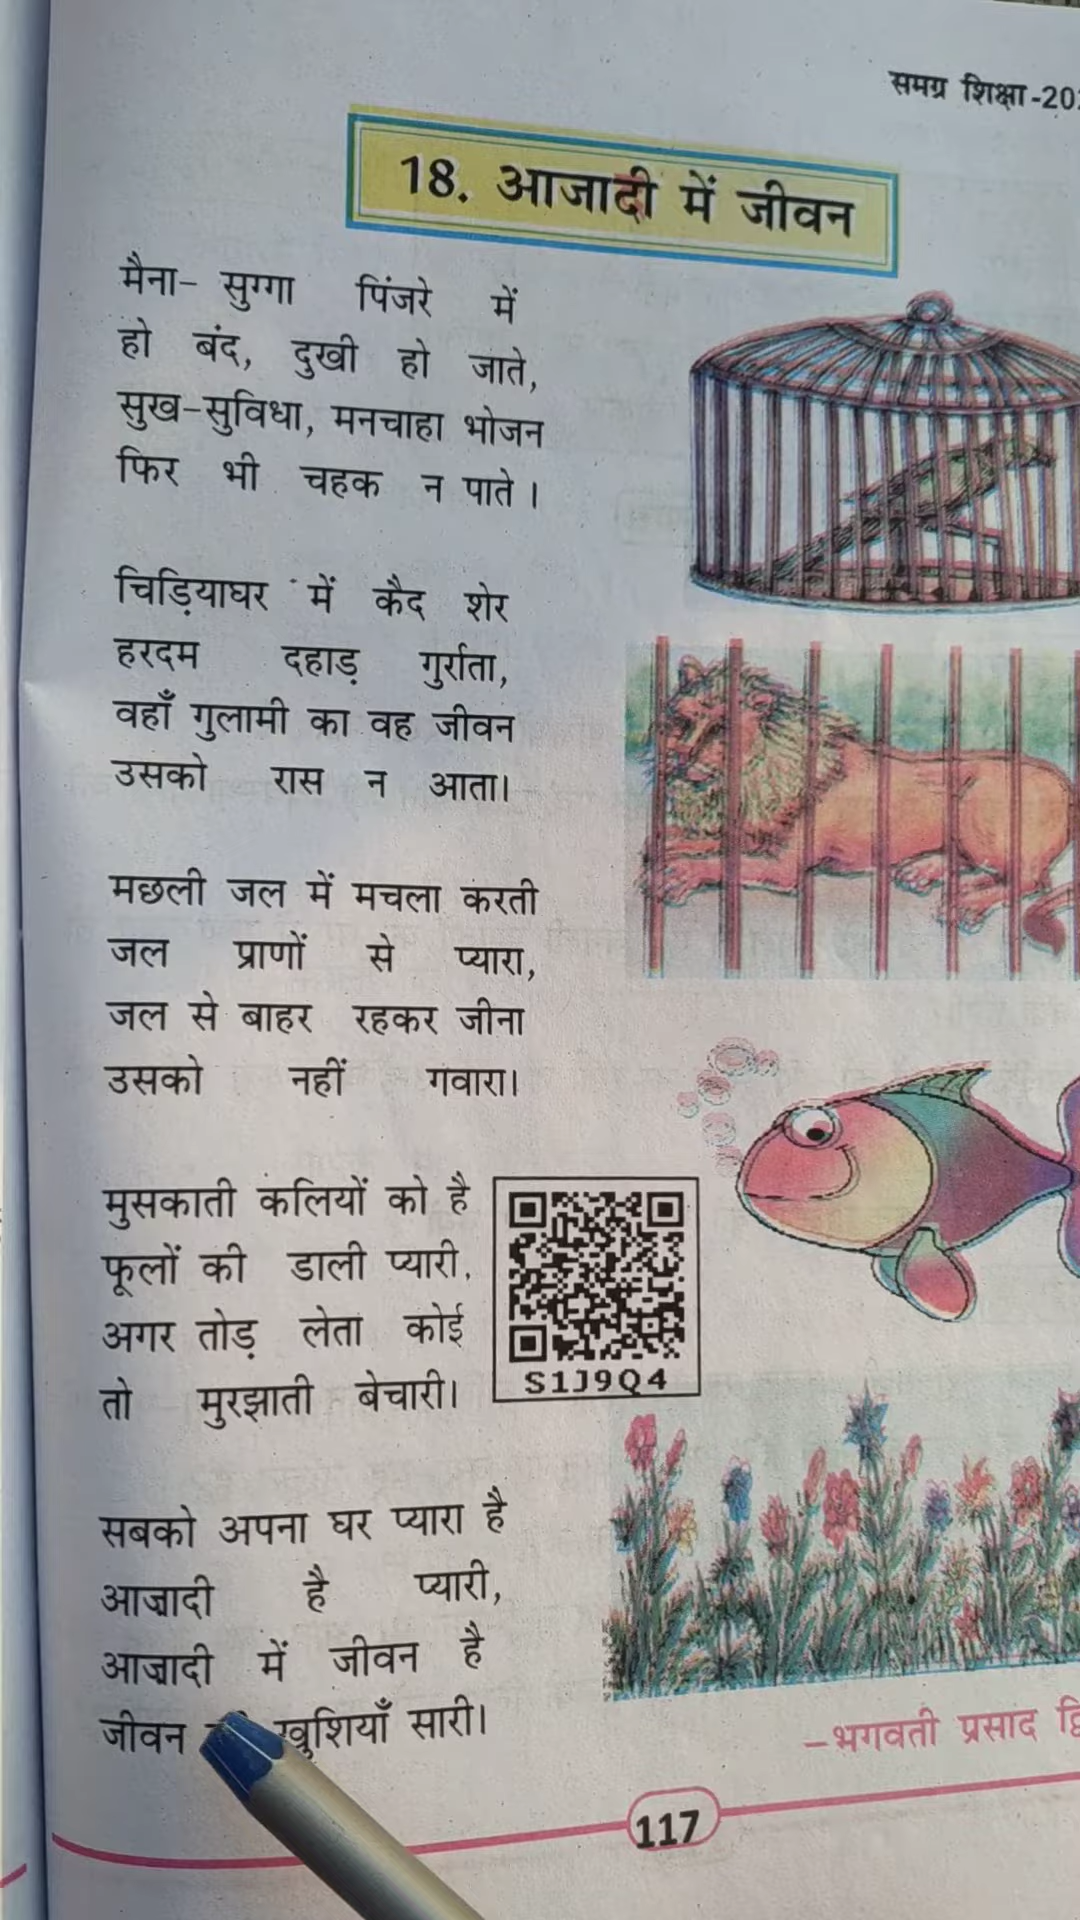 समग्र शिक्षा-20
18. आजादी में जीवन
मैना- सुग्गा पिंजरे में
हो बंद, दुखी हो जाते,
सुख-सुविधा, मनचाहा भोजन
फिर भी चहक न पाते।
चिड़ियाघर में कैद शेर
हरदम दहाड़ गुर्राता,
वहाँ गुलामी का वह जीवन
उसको रास न आता।
मछली जल में मचला करती
जल प्राणों से प्यारा,
जल से बाहर रहकर जीना
उसको नहीं गवारा।
मुसकाती कलियों को है
फूलों की डाली प्यारी,
अगर तोड़ लेता कोई
तो मुरझाती बेचारी।
S1J9Q4
सबको अपना घर प्यारा है
आज़ादी है प्यारी,
आज़ादी में जीवन है
जीवन खुशियाँ सारी।
–भगवती प्रसाद
117